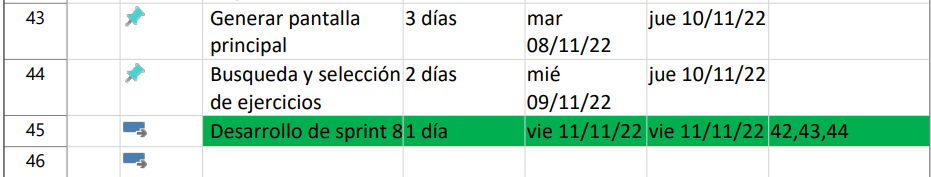 43 Generar pantalla 3 días mar jue 10/11/22
principal 08/11/22
44 Busqueda y selección 2 días mié jue 10/11/22
de ejercicios 09/11/22
45 Desarrollo de sprint 8 1 día vie 11/11/22 vie 11/11/22 42,43,44
46